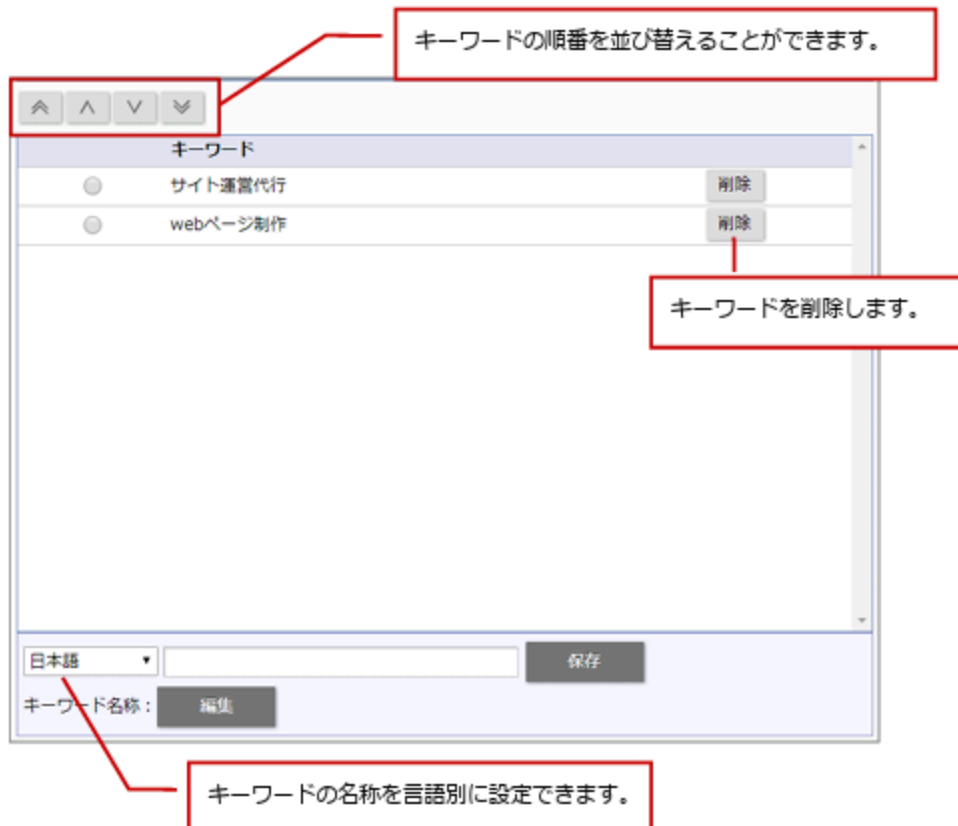 キーワードの順番を並び替えることができます。
キーワード
サイト運営代行 削除
webページ制作 削除
キーワードを削除します。
日本語 保存
キーワード名称： 編集
キーワードの名称を言語別に設定できます。